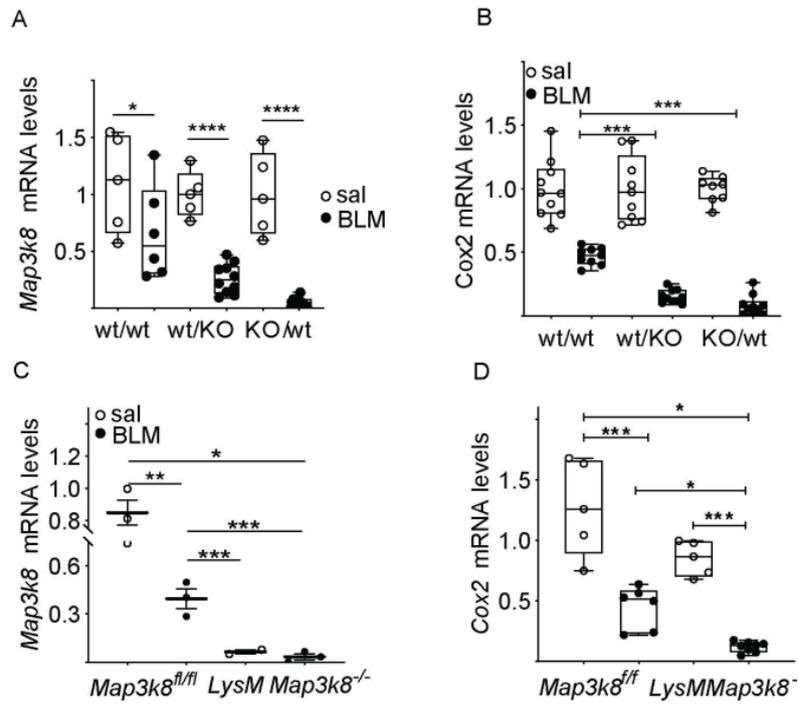 A
Map3k8 mRNA levels
1.5
1
0.5
*
****
****
sal
BLM
wt/wt wt/KO KO/wt
B
Cox2 mRNA levels
sal
BLM
1.5
1.0
0.5
***
***
wt/wt wt/KO KO/wt
C
Map3k8 mRNA levels
sal
BLM
1.2
1.0
0.8
0.4
0.1
*
**
***
***
Map3k8fl/fl LysM Map3k8-/-
D
Cox2 mRNA levels
1.5
1.0
0.5
*
***
*
***
Map3k8f/f LysMMap3k8-